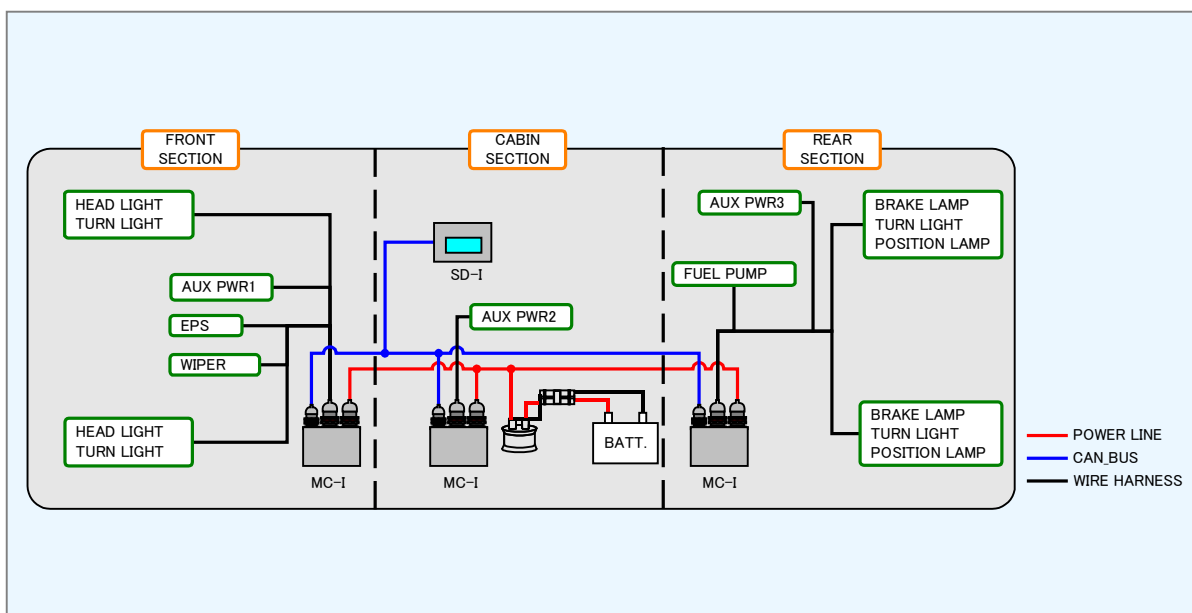 FRONT
SECTION
CABIN
SECTION
REAR
SECTION
HEAD LIGHT
TURN LIGHT
AUX PWR1
EPS
WIPER
HEAD LIGHT
TURN LIGHT
MC-I
SD-I
AUX PWR2
MC-I
BATT.
AUX PWR3
FUEL PUMP
BRAKE LAMP
TURN LIGHT
POSITION LAMP
BRAKE LAMP
TURN LIGHT
POSITION LAMP
MC-I
POWER LINE
CAN_BUS
WIRE HARNESS